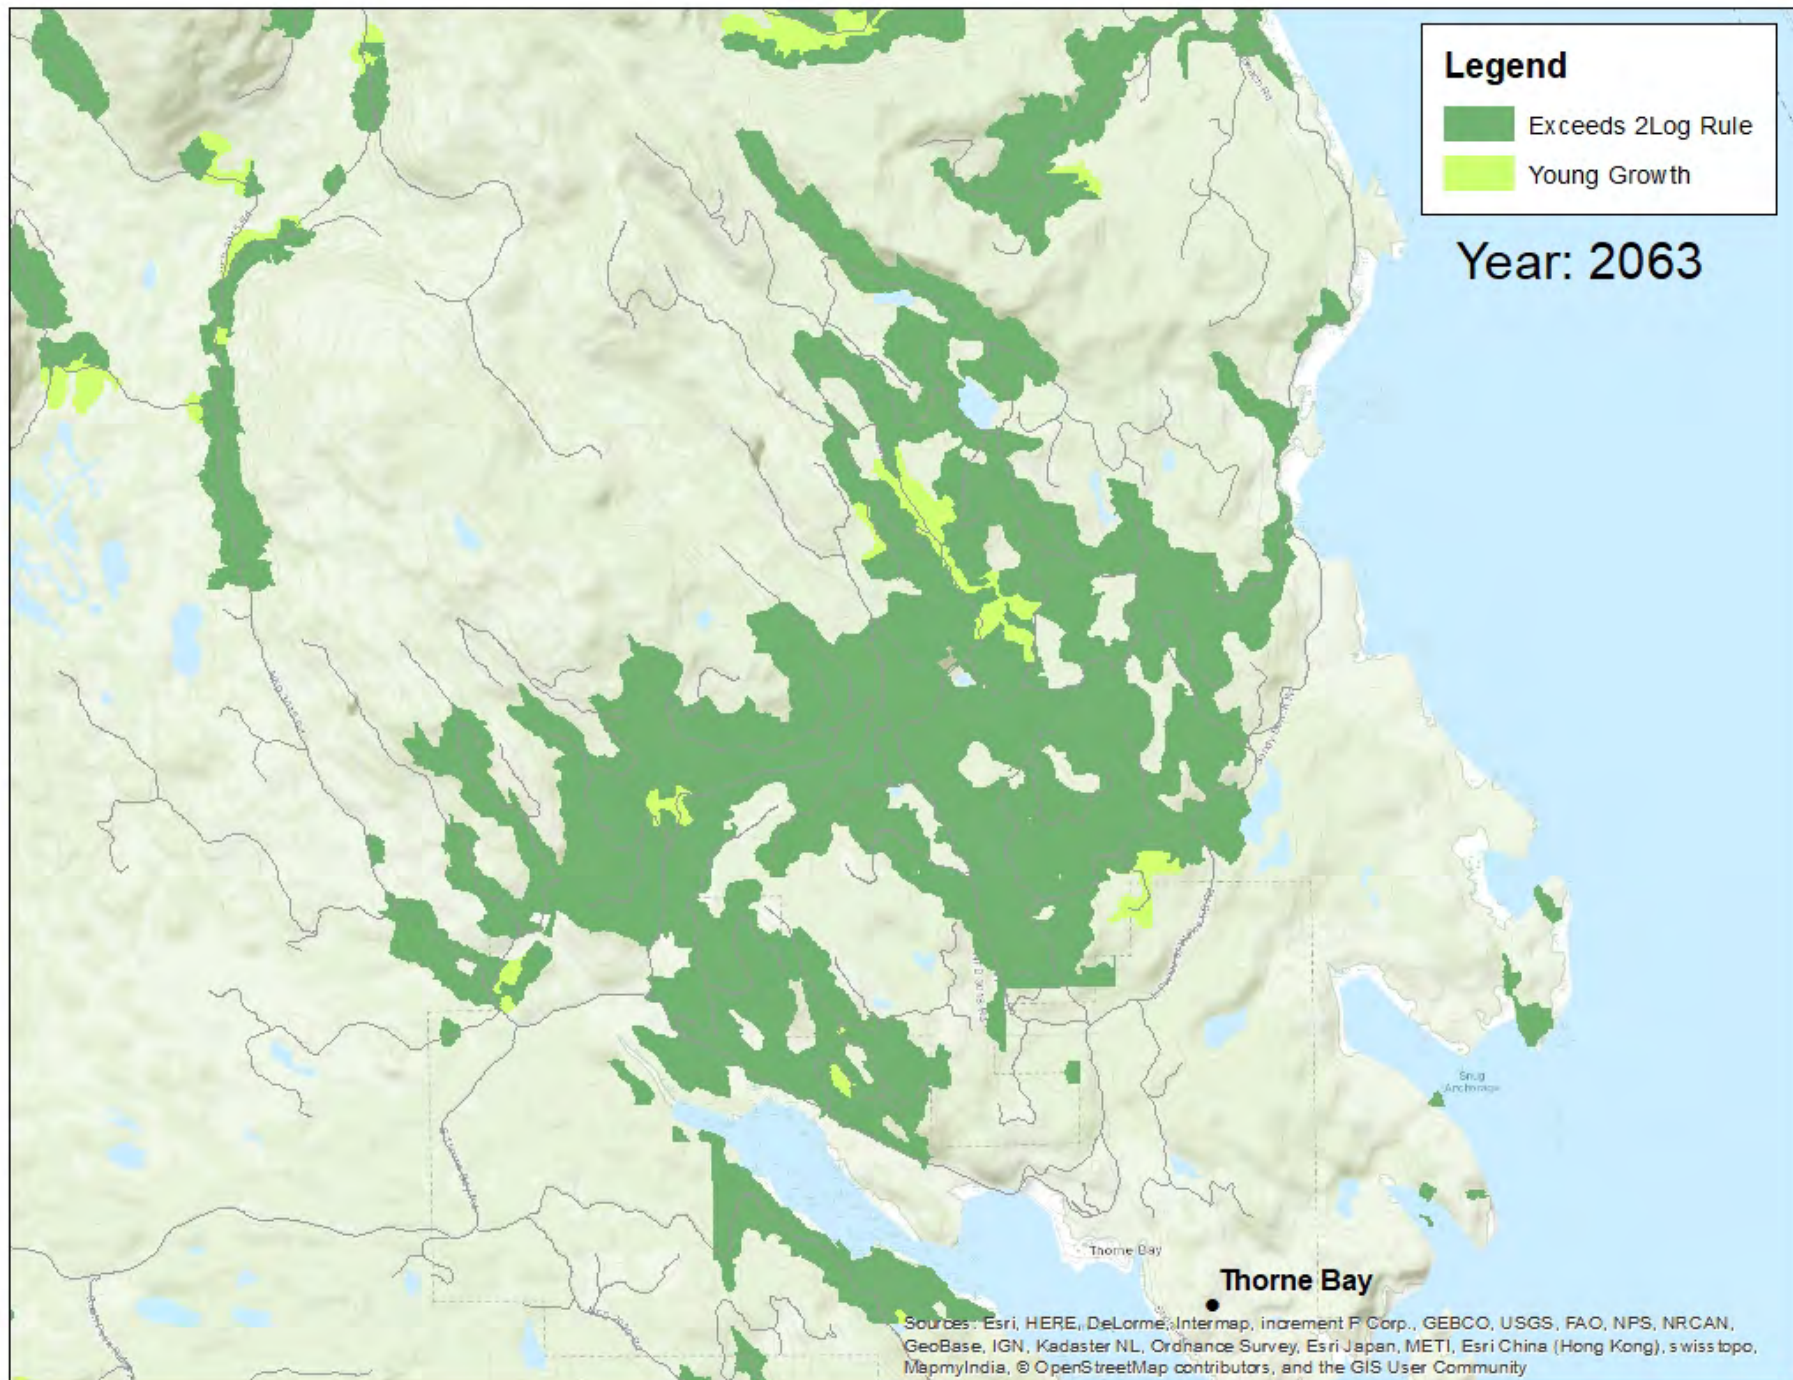 Legend
Exceeds 2Log Rule
Young Growth
Year: 2063
Snug
Anchorage
Thorne Bay
Thorne Bay
Sources: Esri, HERE, DeLorme, Intermap, increment P Corp., GEBCO, USGS, FAO, NPS, NRCAN,
GeoBase, IGN, Kadaster NL, Ordnance Survey, Esri Japan, METI, Esri China (Hong Kong), swisstopo,
MapmyIndia, © OpenStreetMap contributors, and the GIS User Community